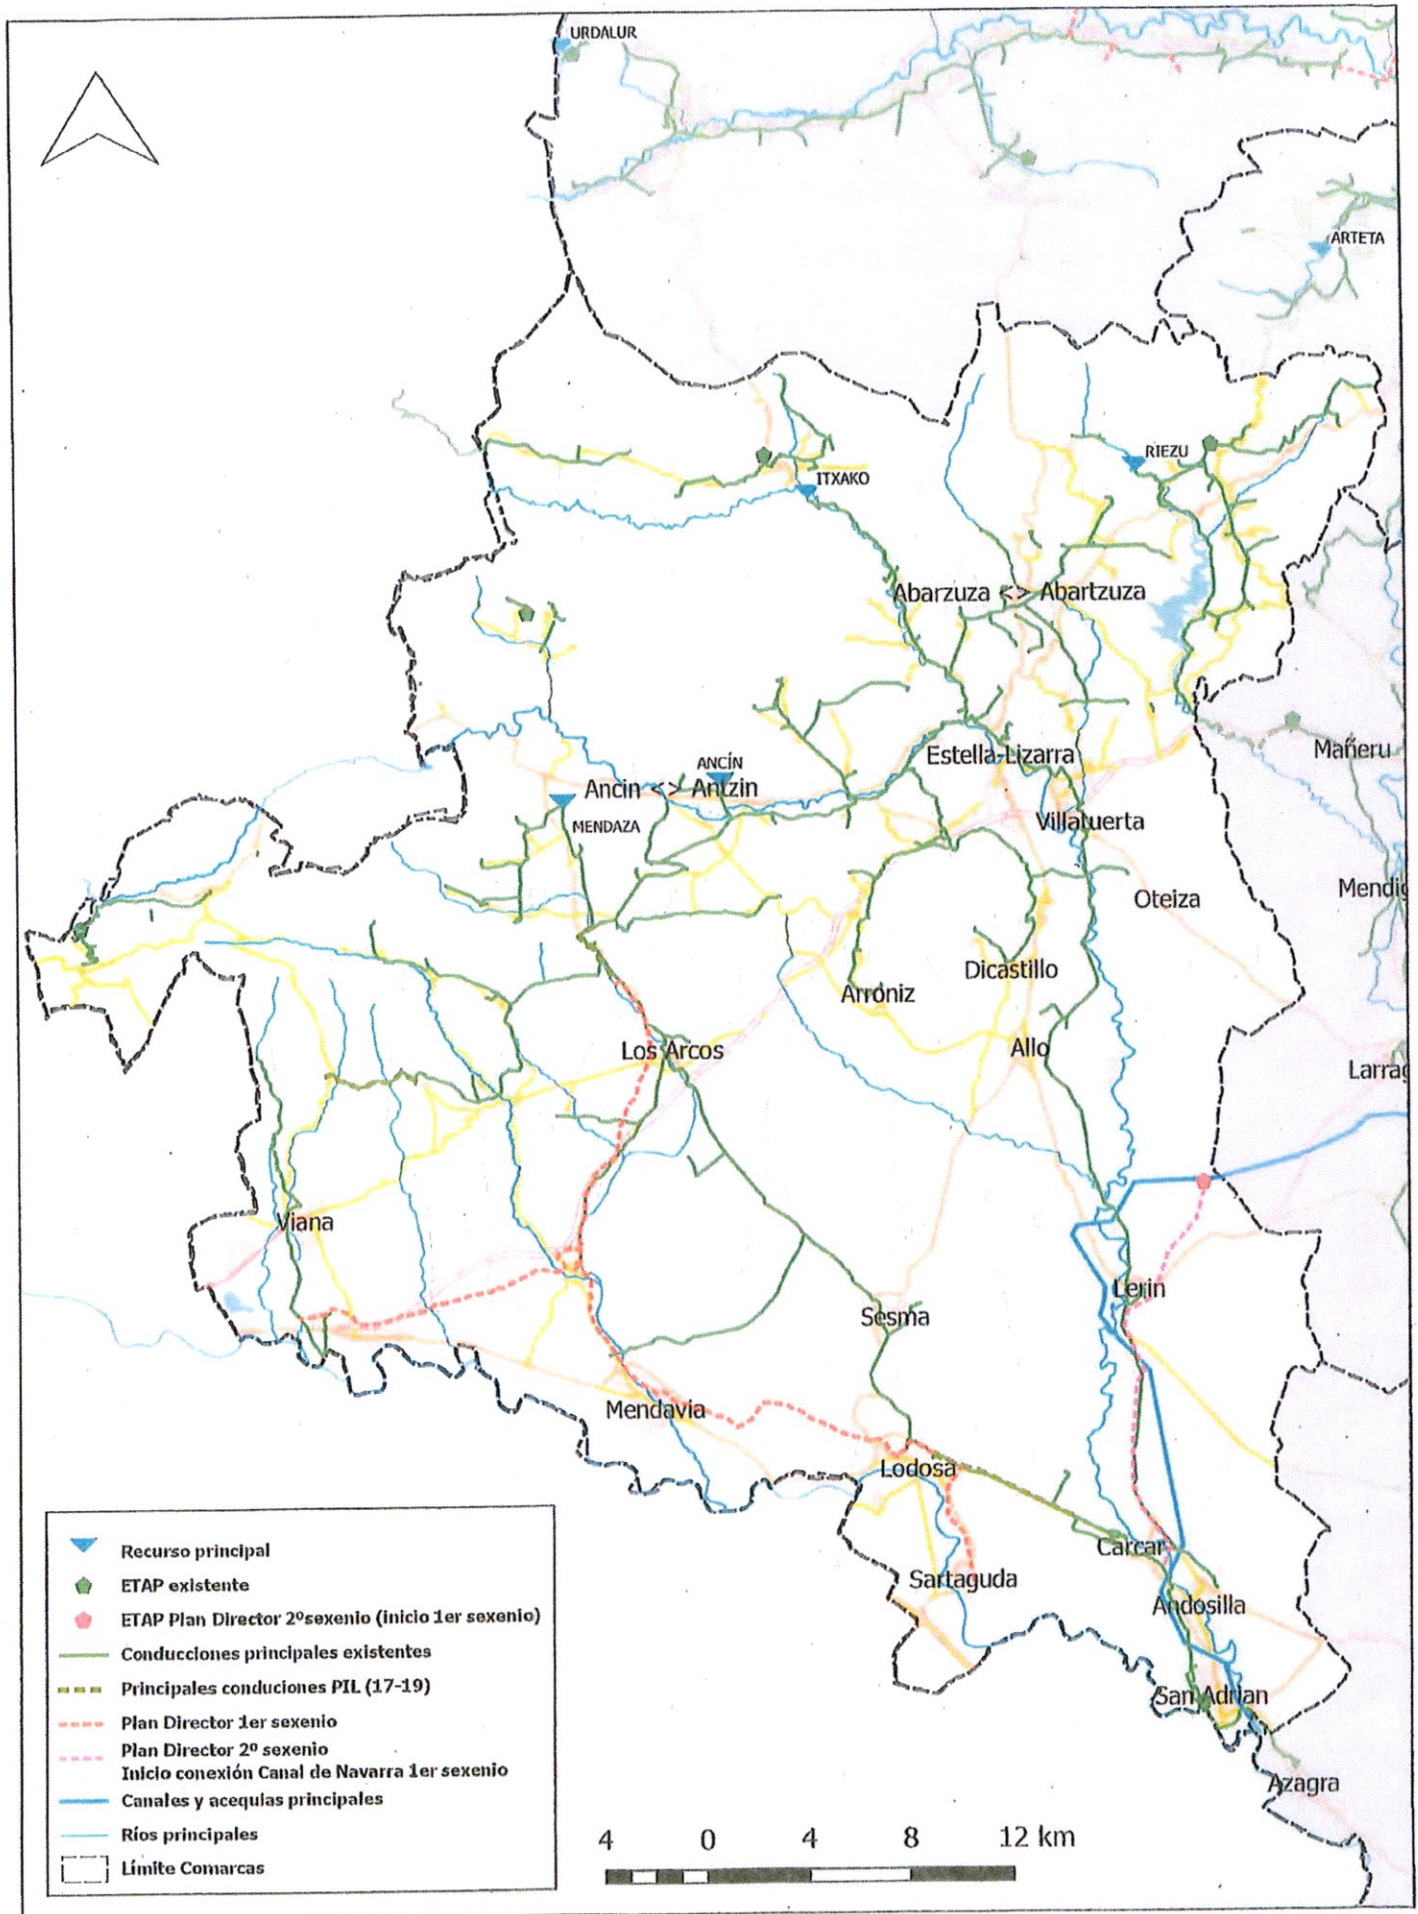 URDALUR
ARTETA
RIEZU
ITXAKO
Abarzuza <> Abartzuza
Estella-Lizarra
Mañeru
ANCÍN
Ancin <> Antzin
MENDAZA
Villatuerta
Oteiza
Mendig
Dicastillo
Arroniz
Los Arcos
Allo
Larrag
Viana
Lerin
Sesma
Mendavia
Lodosa
Carcar
Sartaguda
Andosilla
San Adrian
Azagra
Recurso principal
ETAP existente
ETAP Plan Director 2ºsexenio (inicio 1er sexenio)
Conducciones principales existentes
Principales conduciones PIL (17-19)
Plan Director 1er sexenio
Plan Director 2º sexenio
Inicio conexión Canal de Navarra 1er sexenio
Canales y acequias principales
Ríos principales
Límite Comarcas
4 0 4 8 12 km